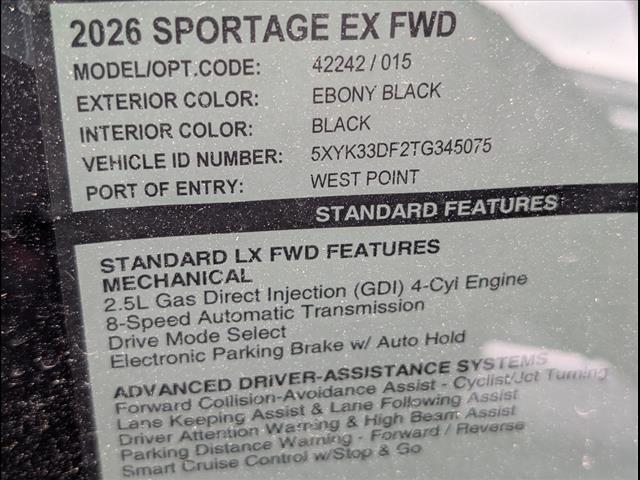 2026 SPORTAGE EX FWD
MODEL/OPT.CODE: 42242 / 015
EXTERIOR COLOR: EBONY BLACK
INTERIOR COLOR: BLACK
VEHICLE ID NUMBER: 5XYK33DF2TG345075
PORT OF ENTRY: WEST POINT
STANDARD FEATURES
STANDARD LX FWD FEATURES
MECHANICAL
2.5L Gas Direct Injection (GDI) 4-Cyl Engine
8-Speed Automatic Transmission
Drive Mode Select
Electronic Parking Brake w/ Auto Hold
ADVANCED DRIVER-ASSISTANCE SYSTEMS
Forward Collision-Avoidance Assist - Cyclist/Jct Turning
Lane Keeping Assist & Lane Following Assist
Driver Attention Warning & High Beam Assist
Parking Distance Warning - Forward / Reverse
Smart Cruise Control w/Stop & Go